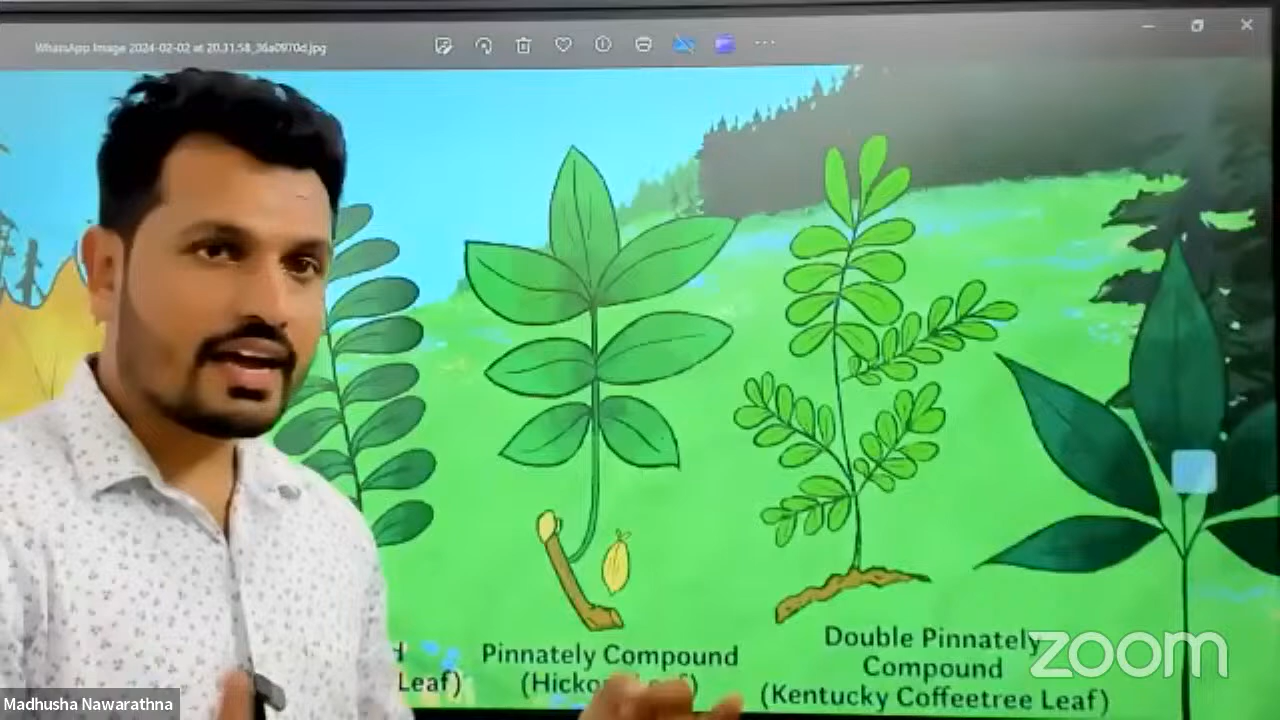 WhatsApp Image 2024-02-02 at 20.31.58_36a0970d.jpg
Pinnately Compound
Leaf)
Double Pinnately
Compound
(Kentucky Coffeetree Leaf)
zoom
Madhusha Nawarathna